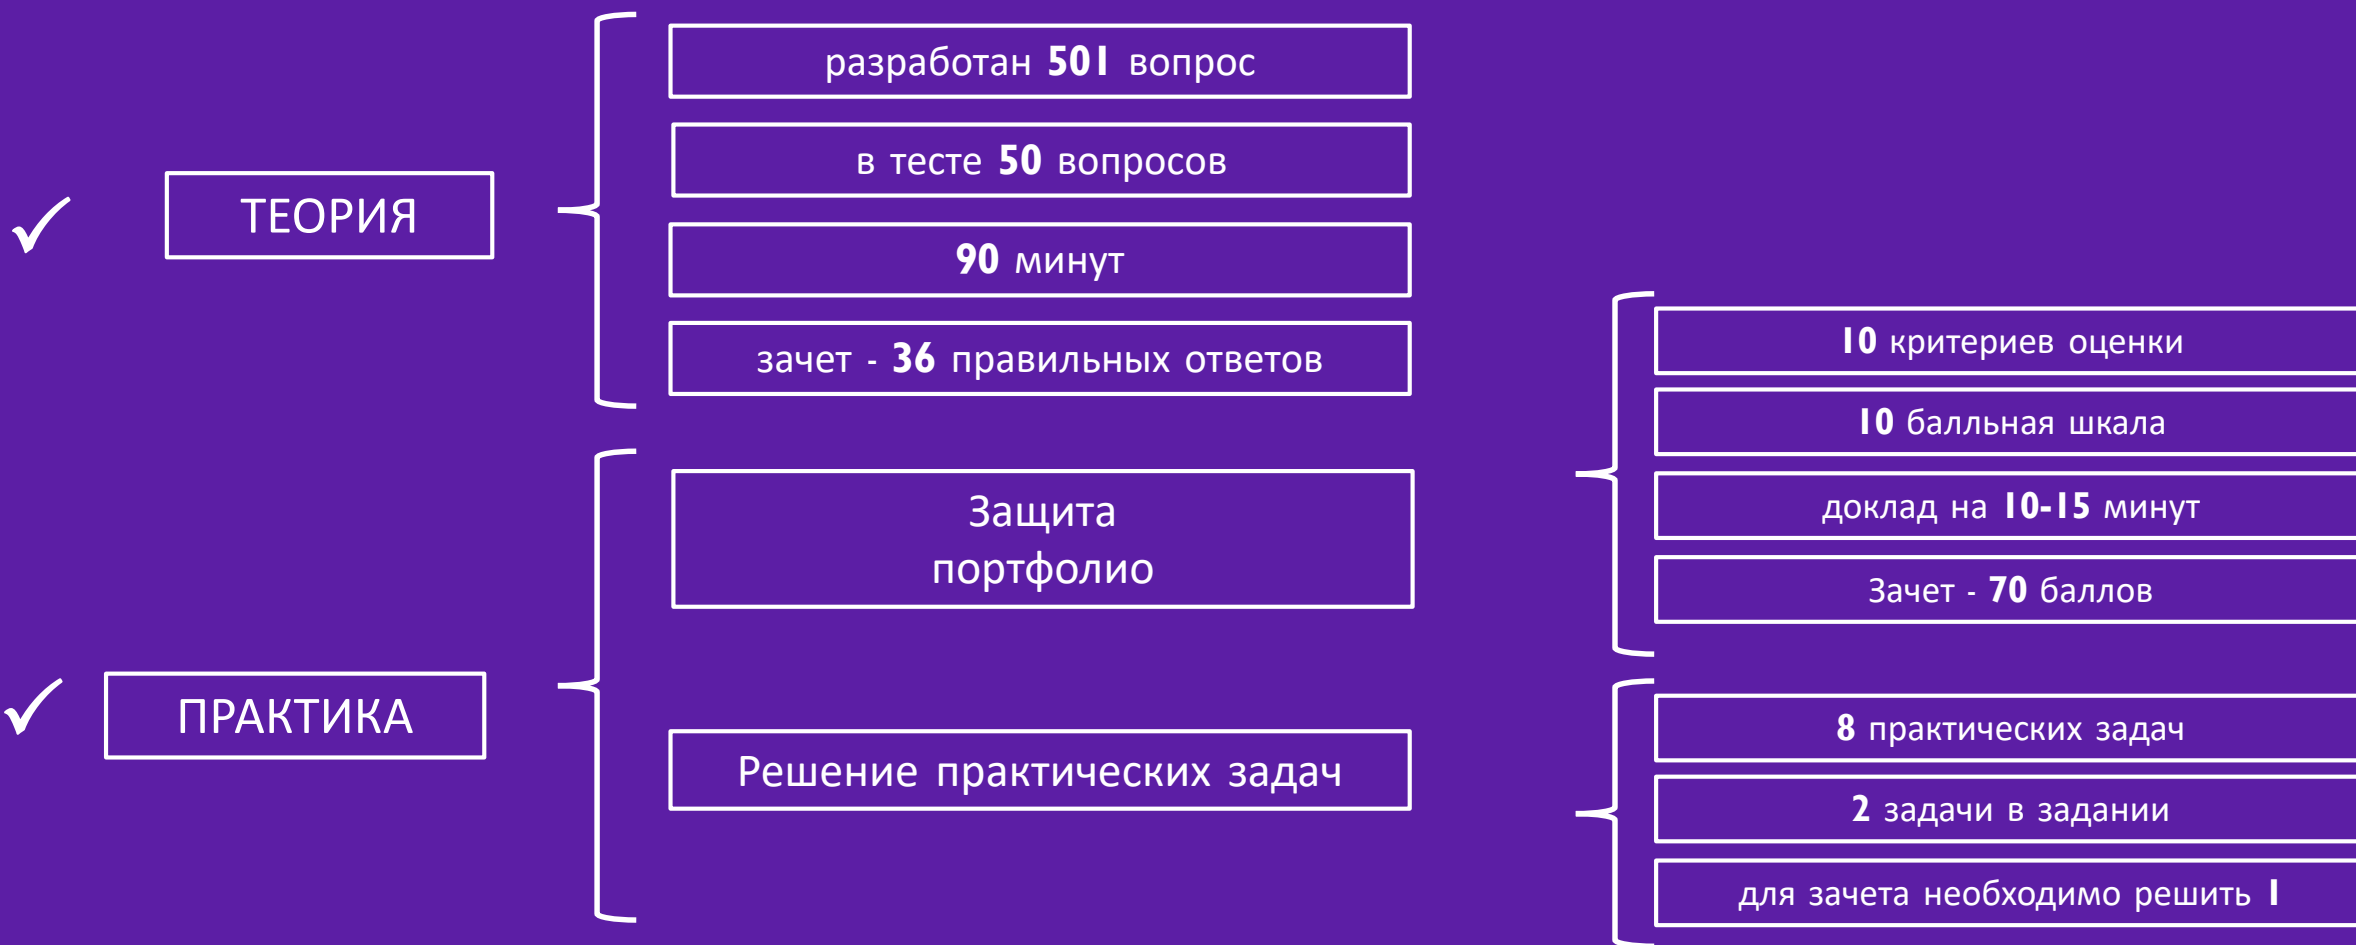 ТЕОРИЯ
разработан 501 вопрос
в тесте 50 вопросов
90 минут
зачет - 36 правильных ответов
ПРАКТИКА
Защита
портфолио
10 критериев оценки
10 балльная шкала
доклад на 10-15 минут
Зачет - 70 баллов
Решение практических задач
8 практических задач
2 задачи в задании
для зачета необходимо решить 1